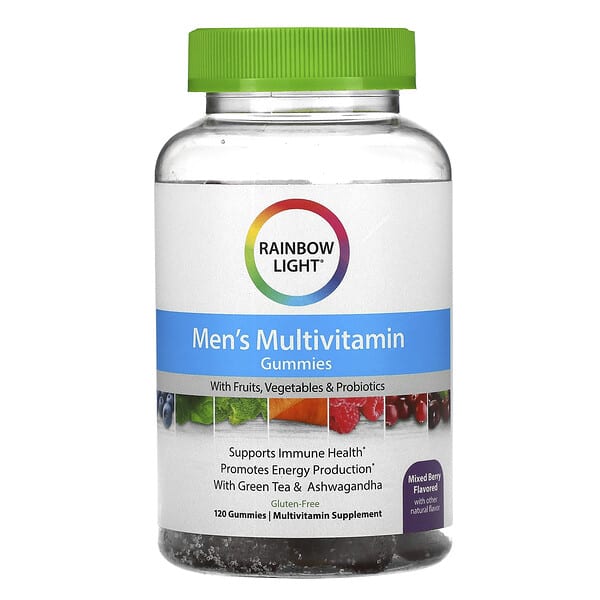 RAINBOW
LIGHT®
Men's Multivitamin
Gummies
With Fruits, Vegetables & Probiotics
Supports Immune Health*
Promotes Energy Production*
With Green Tea & Ashwagandha
Gluten-Free
120 Gummies | Multivitamin Supplement
Mixed Berry
Flavored
with other
natural flavor